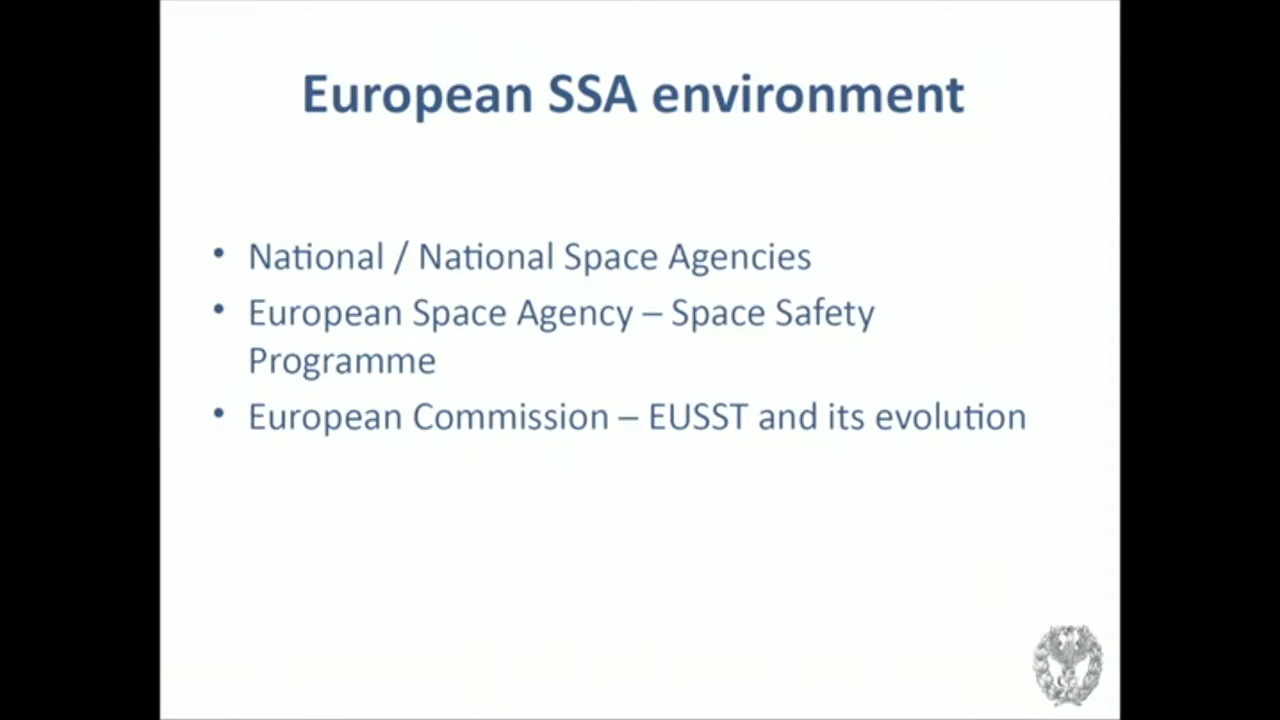 European SSA environment
• National / National Space Agencies
• European Space Agency – Space Safety
Programme
• European Commission – EUSST and its evolution